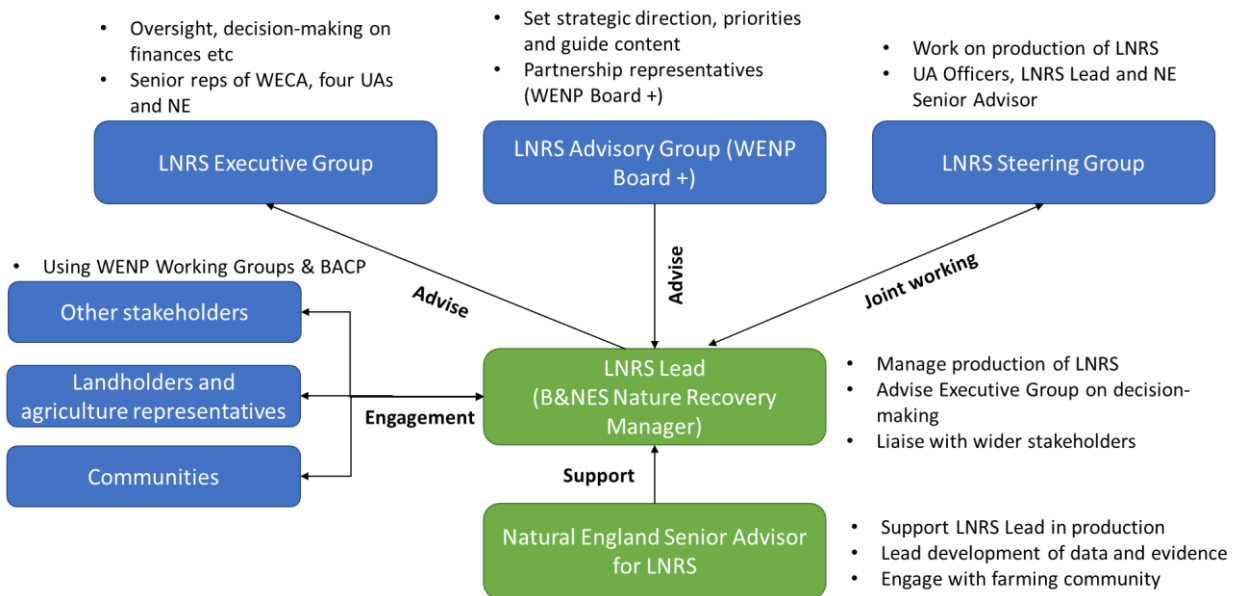 • Oversight, decision-making on
finances etc
• Senior reps of WECA, four UAs
and NE
LNRS Executive Group
• Set strategic direction, priorities
and guide content
• Partnership representatives
(WENP Board +)
LNRS Advisory Group (WENP
Board +)
• Work on production of LNRS
• UA Officers, LNRS Lead and NE
Senior Advisor
LNRS Steering Group
Advise
Advise
Joint working
• Using WENP Working Groups & BACP
Other stakeholders
Landholders and
agriculture representatives
Communities
Engagement
LNRS Lead
(B&NES Nature Recovery
Manager)
• Manage production of LNRS
• Advise Executive Group on decision-
making
• Liaise with wider stakeholders
Support
Natural England Senior Advisor
for LNRS
• Support LNRS Lead in production
• Lead development of data and evidence
• Engage with farming community